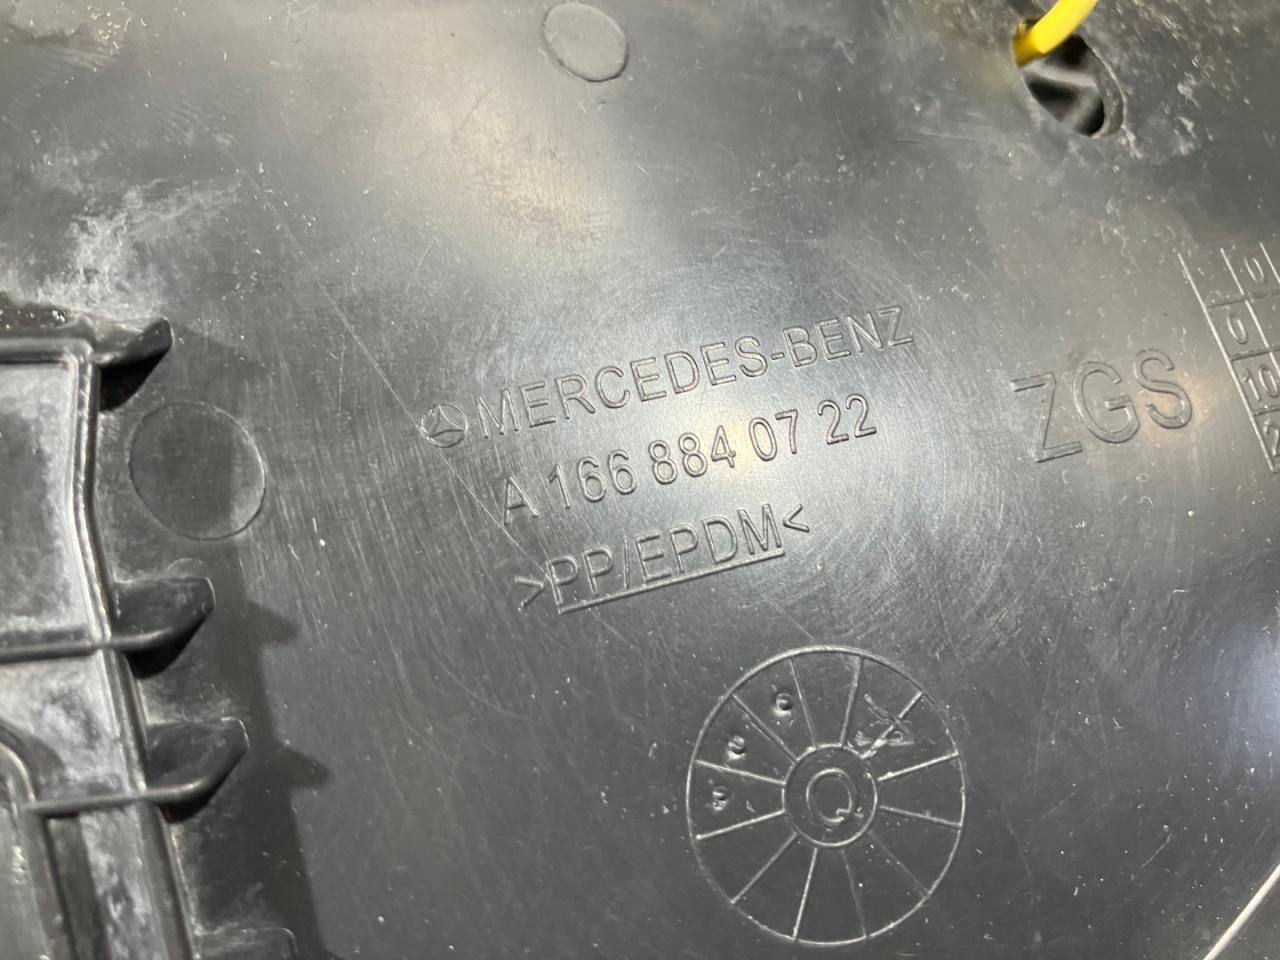 MERCEDES-BENZ
A 166 884 07 22
>PP/EPDM<
ZGS
Q